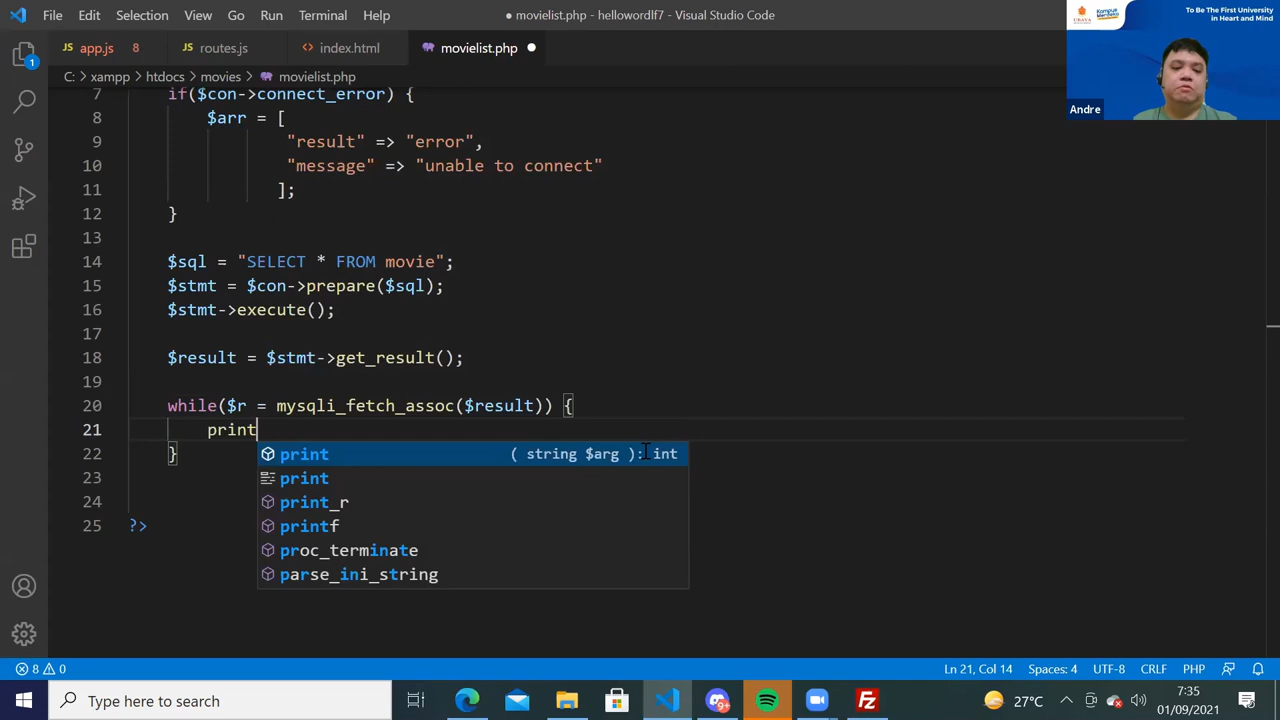 File Edit Selection View Go Run Terminal Help
● movielist.php - hellowordf7 - Visual Studio Code
UBAYA
Kampus Merdeka
To Be The First University
in Heart and Mind
JS app.js 8
JS routes.js
<> index.html
movielist.php ●
C: > xampp > htdocs > movies > movielist.php
Andre
7 if($con->connect_error) {
8 $arr = [
9 "result" => "error",
10 "message" => "unable to connect"
11 ];
12 }
13
14 $sql = "SELECT * FROM movie";
15 $stmt = $con->prepare($sql);
16 $stmt->execute();
17
18 $result = $stmt->get_result();
19
20 while($r = mysqli_fetch_assoc($result)) {
21 print
22 }
23
24
25 ?>
print ( string $arg ): int
print
print_r
printf
proc_terminate
parse_ini_string
1
8 0
Ln 21, Col 14 Spaces: 4 UTF-8 CRLF PHP
Type here to search
9+
27°C
7:35
01/09/2021